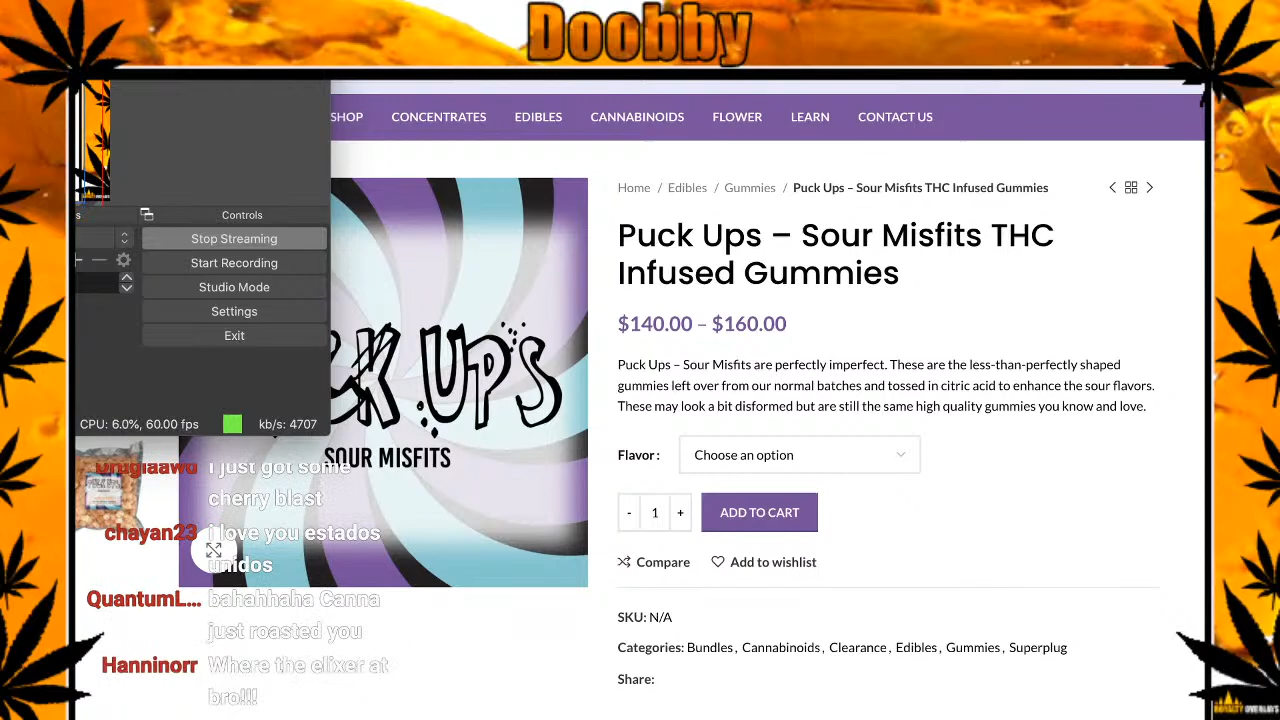 Doobby
SHOP CONCENTRATES EDIBLES CANNABINOIDS FLOWER LEARN CONTACT US
Home / Edibles / Gummies / Puck Ups – Sour Misfits THC Infused Gummies
s Controls
Stop Streaming
Start Recording
Studio Mode
Settings
Exit
CPU: 6.0%, 60.00 fps kb/s: 4707
Puck Ups – Sour Misfits THC
Infused Gummies
$140.00 – $160.00
Puck Ups – Sour Misfits are perfectly imperfect. These are the less-than-perfectly shaped
gummies left over from our normal batches and tossed in citric acid to enhance the sour flavors.
These may look a bit disformed but are still the same high quality gummies you know and love.
Flavor : Choose an option
- 1 + ADD TO CART
Compare Add to wishlist
SKU: N/A
Categories: Bundles, Cannabinoids, Clearance, Edibles, Gummies, Superplug
Share:
CK UPS
SOUR MISFITS
i just got some
cherry blast
chayan23 i love you estados
unidos
QuantumL... bahahhaha Canna
just roasted you
Hanninorr Where the elixer at
bro!!!
ROYALTY OVERLAYS